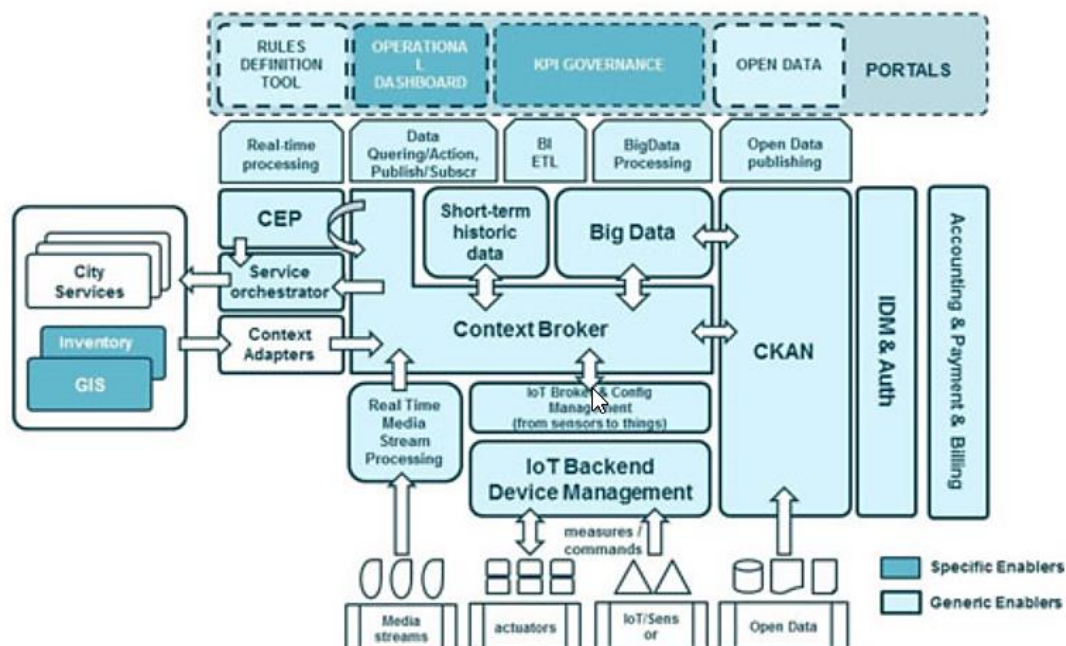 RULES
DEFINITION
TOOL
OPERATIONA
L
DASHBOARD
KPI GOVERNANCE
OPEN DATA
PORTALS
Real-time
processing
Data
Quering/Action,
Publish/Subscr
BI
ETL
BigData
Processing
Open Data
publishing
CEP
Short-term
historic
data
Big Data
City
Services
Service
orchestrator
Context Broker
CKAN
IDM & Auth
Accounting & Payment & Billing
Inventory
GIS
Context
Adapters
Real Time
Media
Stream
Processing
IoT Broker & Config
Management
(from sensors to things)
IoT Backend
Device Management
measures /
commands
Specific Enablers
Generic Enablers
Media
streams
actuators
IoT/Sens
or
Open Data